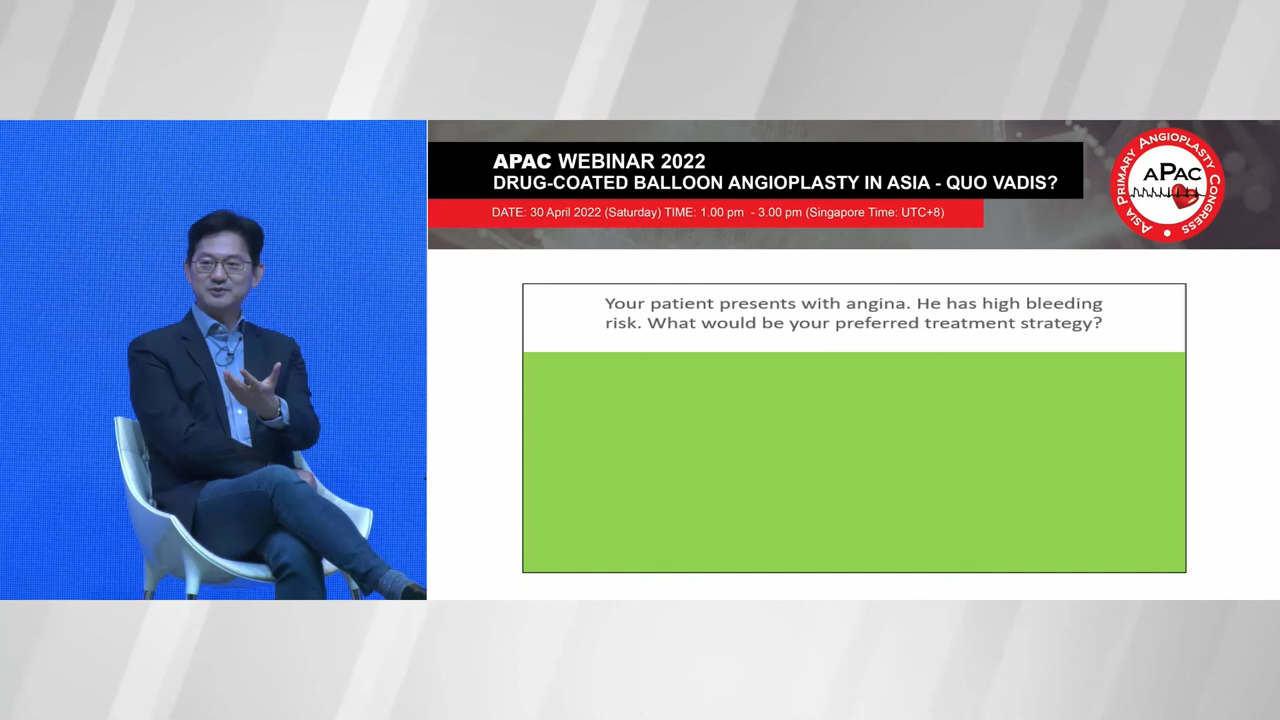 APAC WEBINAR 2022
DRUG-COATED BALLOON ANGIOPLASTY IN ASIA - QUO VADIS?
DATE: 30 April 2022 (Saturday) TIME: 1.00 pm - 3.00 pm (Singapore Time: UTC+8)
ASIA PRIMARY ANGIOPLASTY CONGRESS
aPAC
Your patient presents with angina. He has high bleeding
risk. What would be your preferred treatment strategy?